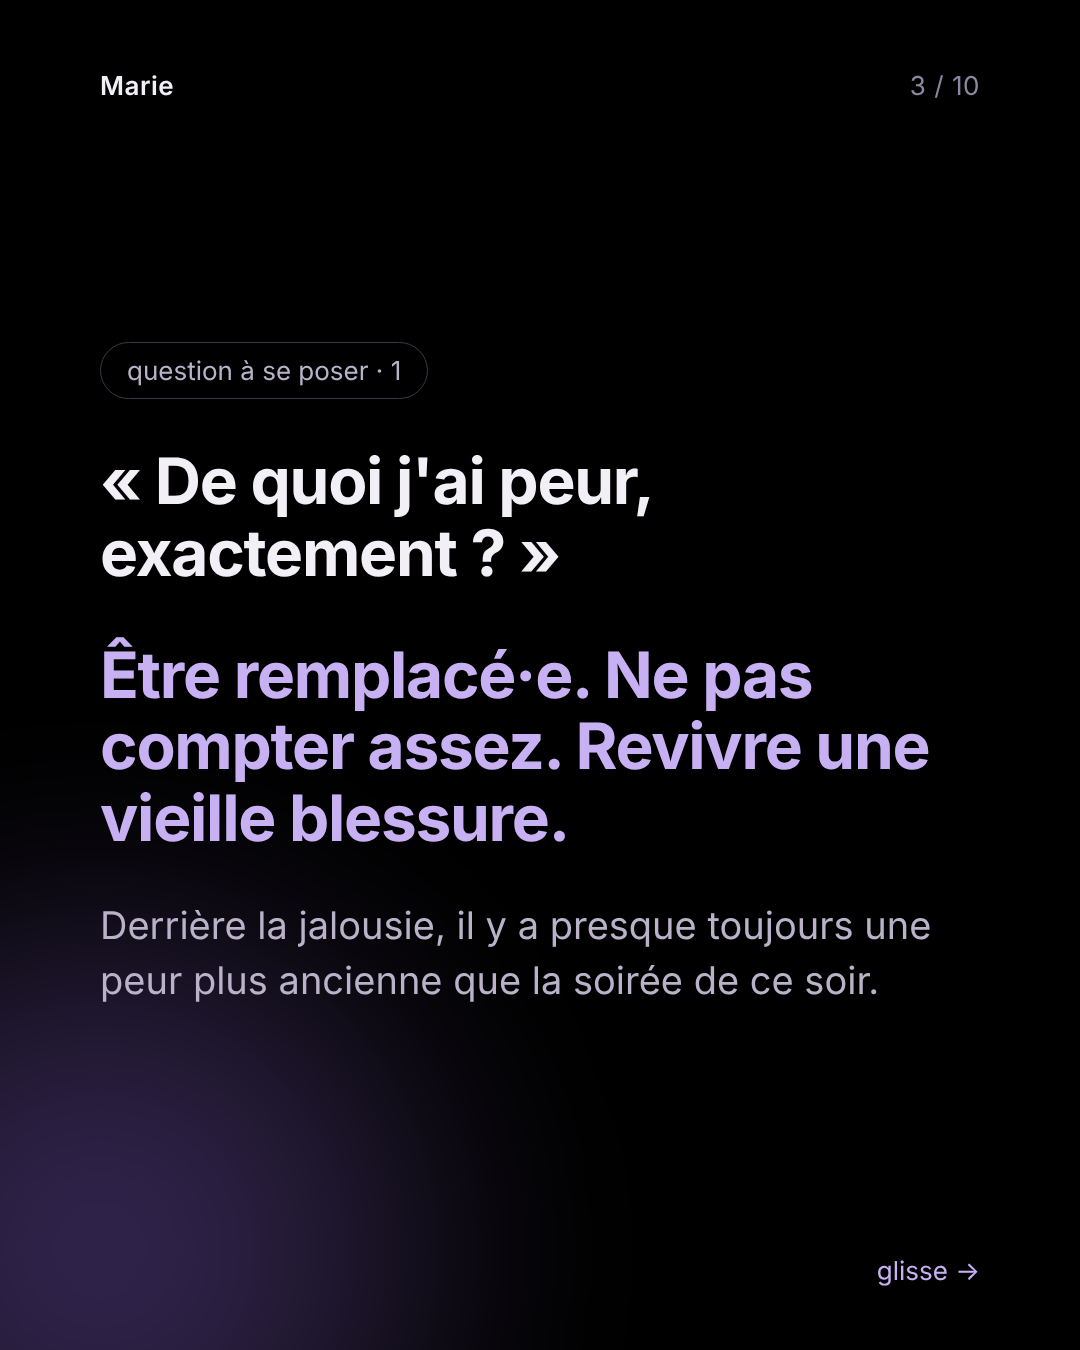 Marie
3 / 10
question à se poser · 1
« De quoi j'ai peur,
exactement ? »
Être remplacé·e. Ne pas
compter assez. Revivre une
vieille blessure.
Derrière la jalousie, il y a presque toujours une
peur plus ancienne que la soirée de ce soir.
glisse →